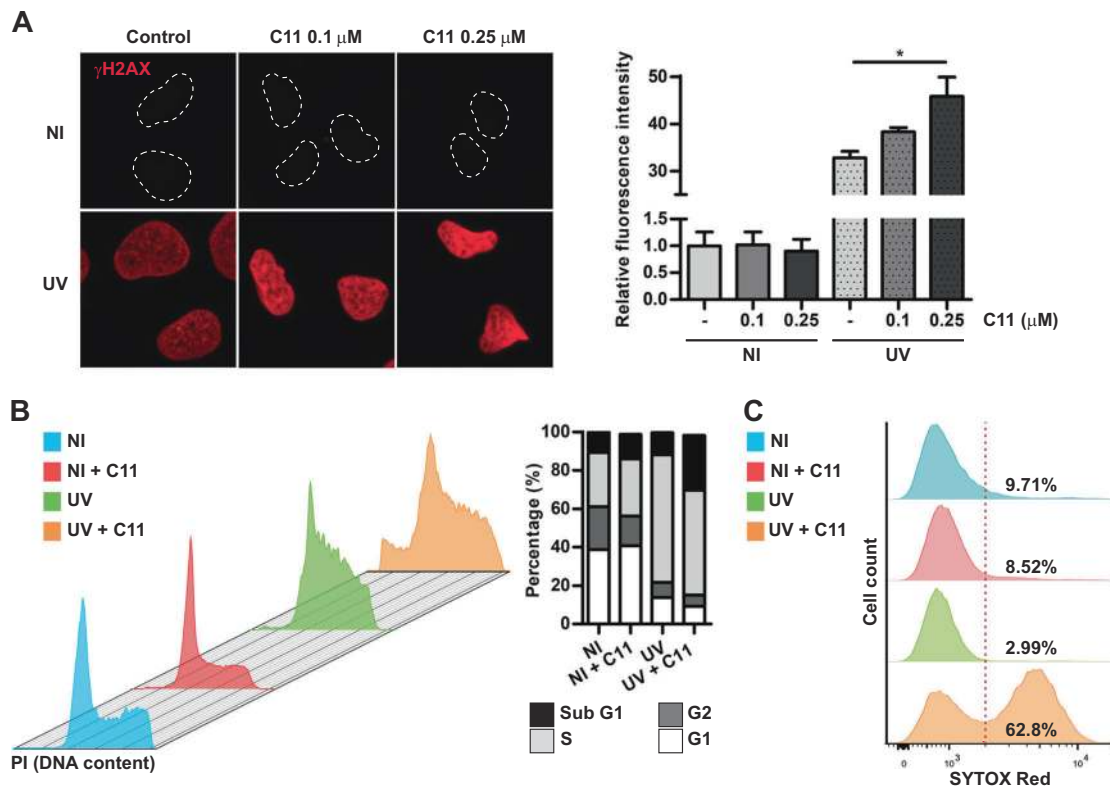 A
Control
C11 0.1 μM
C11 0.25 μM
γH2AX
NI
UV
Relative fluorescence intensity
50
40
30
1.5
1.0
0.5
0.0
*
- 0.1 0.25 - 0.1 0.25 C11 (μM)
NI UV
B
NI
NI + C11
UV
UV + C11
PI (DNA content)
Percentage (%)
100
80
60
40
20
0
NI
NI + C11
UV
UV + C11
Sub G1
G2
S
G1
C
NI
NI + C11
UV
UV + C11
Cell count
9.71%
8.52%
2.99%
62.8%
0 10³ 10⁴
SYTOX Red